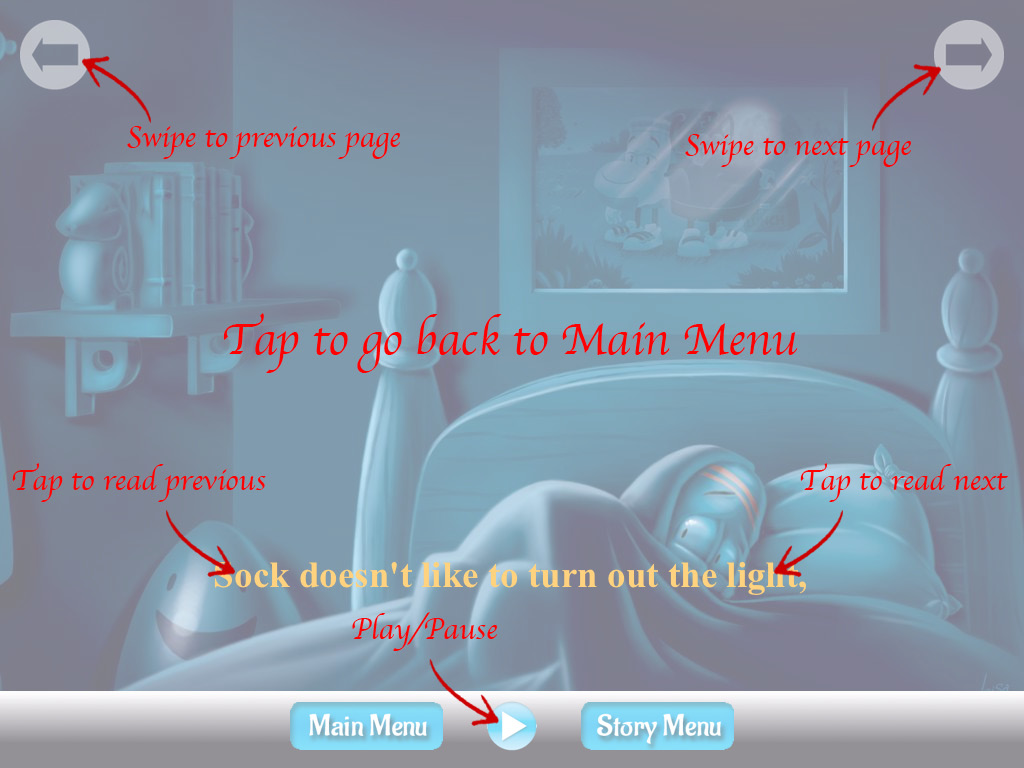 Swipe to previous page
Swipe to next page
Tap to go back to Main Menu
Tap to read previous
Tap to read next
Sock doesn't like to turn out the light,
Play/Pause
Main Menu
Story Menu